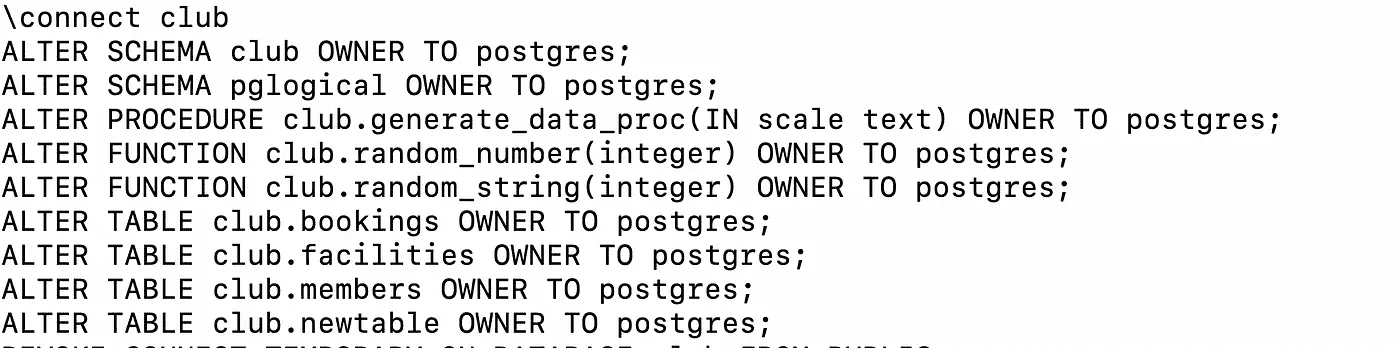 \connect club
ALTER SCHEMA club OWNER TO postgres;
ALTER SCHEMA pglogical OWNER TO postgres;
ALTER PROCEDURE club.generate_data_proc(IN scale text) OWNER TO postgres;
ALTER FUNCTION club.random_number(integer) OWNER TO postgres;
ALTER FUNCTION club.random_string(integer) OWNER TO postgres;
ALTER TABLE club.bookings OWNER TO postgres;
ALTER TABLE club.facilities OWNER TO postgres;
ALTER TABLE club.members OWNER TO postgres;
ALTER TABLE club.newtable OWNER TO postgres;